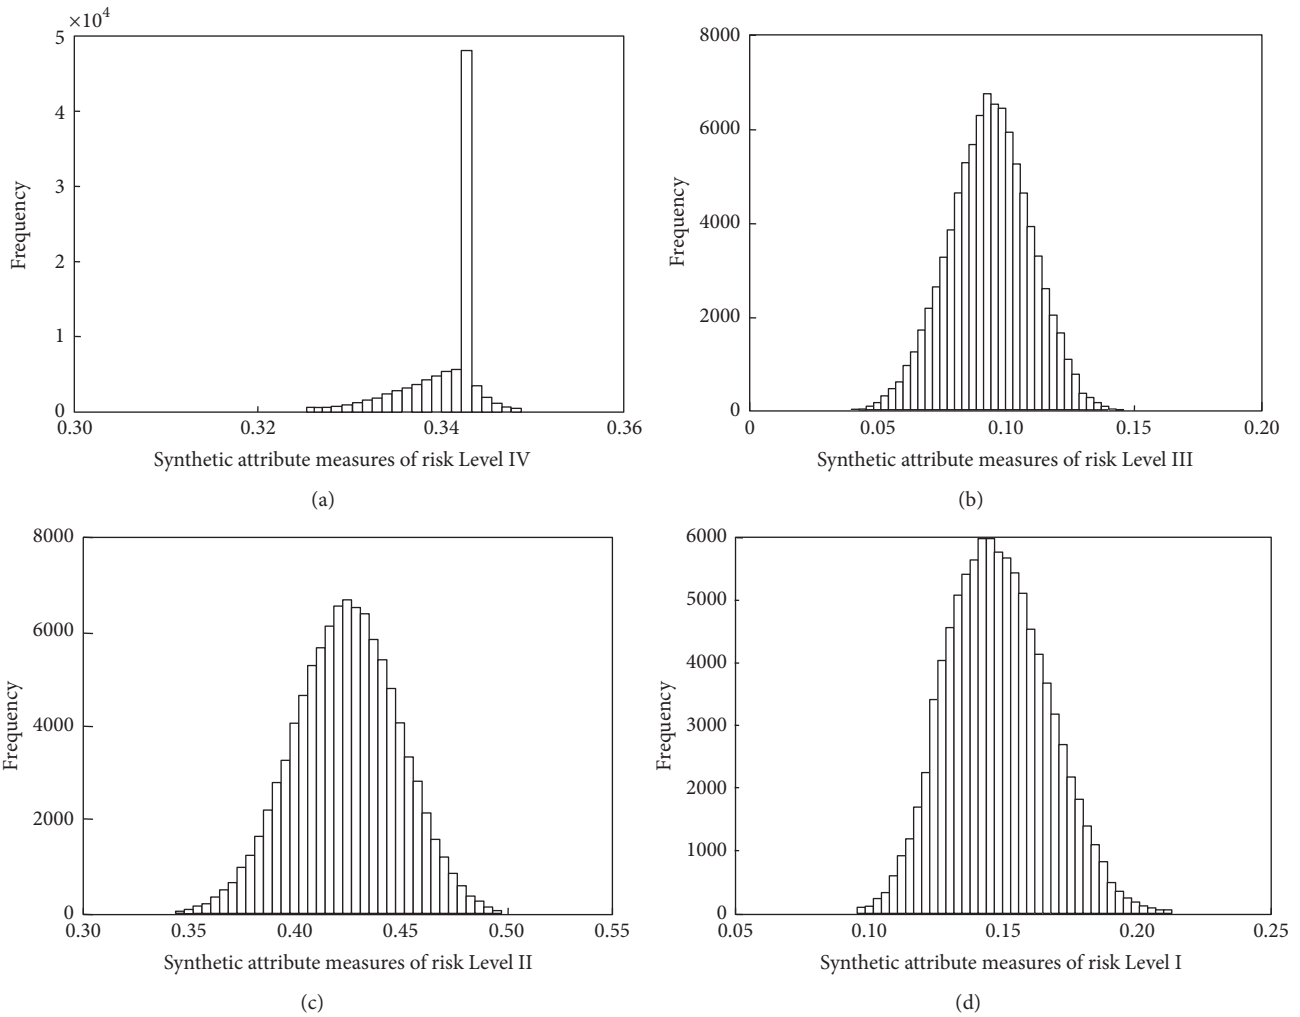 ×10⁴
5
4
3
2
1
0
0.30 0.32 0.34 0.36
Frequency
Synthetic attribute measures of risk Level IV
(a)
8000
6000
4000
2000
0
0 0.05 0.10 0.15 0.20
Frequency
Synthetic attribute measures of risk Level III
(b)
8000
6000
4000
2000
0
0.30 0.35 0.40 0.45 0.50 0.55
Frequency
Synthetic attribute measures of risk Level II
(c)
6000
5000
4000
3000
2000
1000
0
0.05 0.10 0.15 0.20 0.25
Frequency
Synthetic attribute measures of risk Level I
(d)